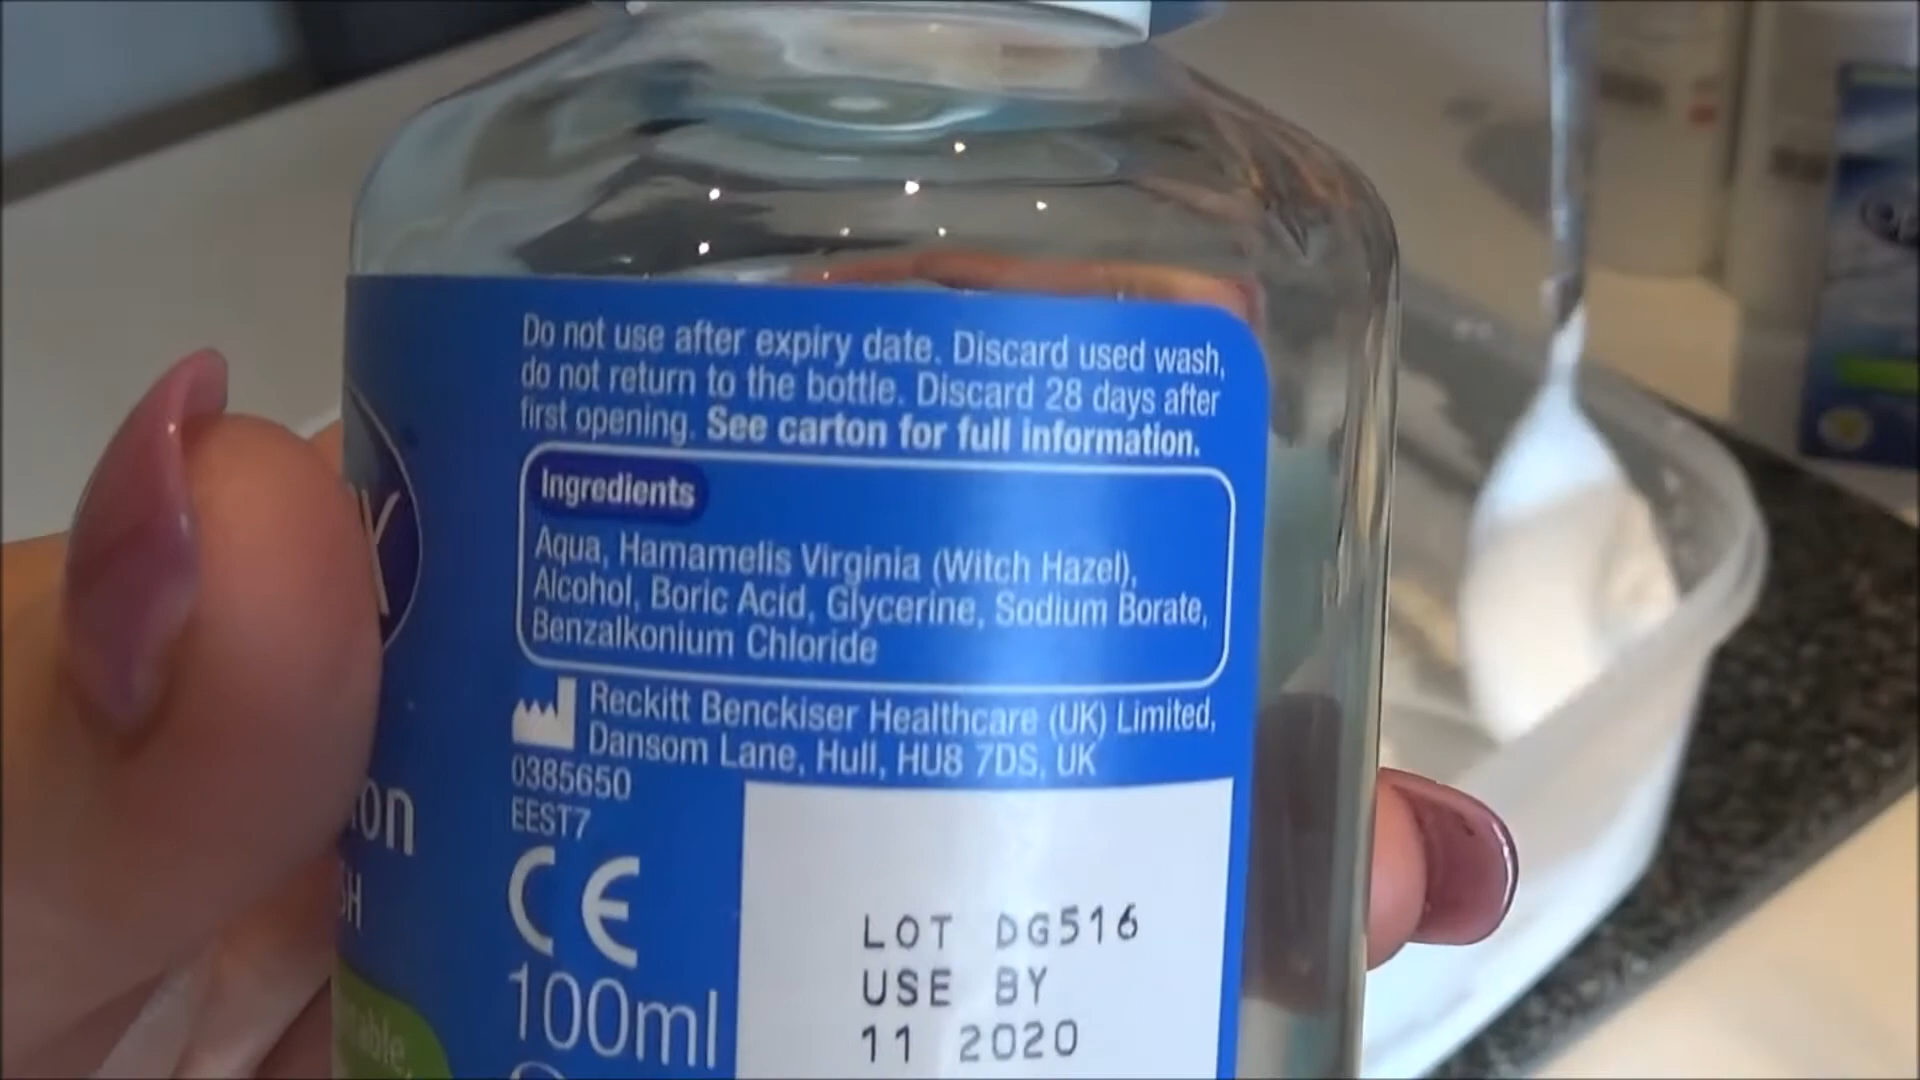 Do not use after expiry date. Discard used wash,
do not return to the bottle. Discard 28 days after
first opening. See carton for full information.
Ingredients
Aqua, Hamamelis Virginia (Witch Hazel),
Alcohol, Boric Acid, Glycerine, Sodium Borate,
Benzalkonium Chloride
Reckitt Benckiser Healthcare (UK) Limited,
Dansom Lane, Hull, HU8 7DS, UK
0385650
EEST7
CE
100ml
LOT DG516
USE BY
11 2020